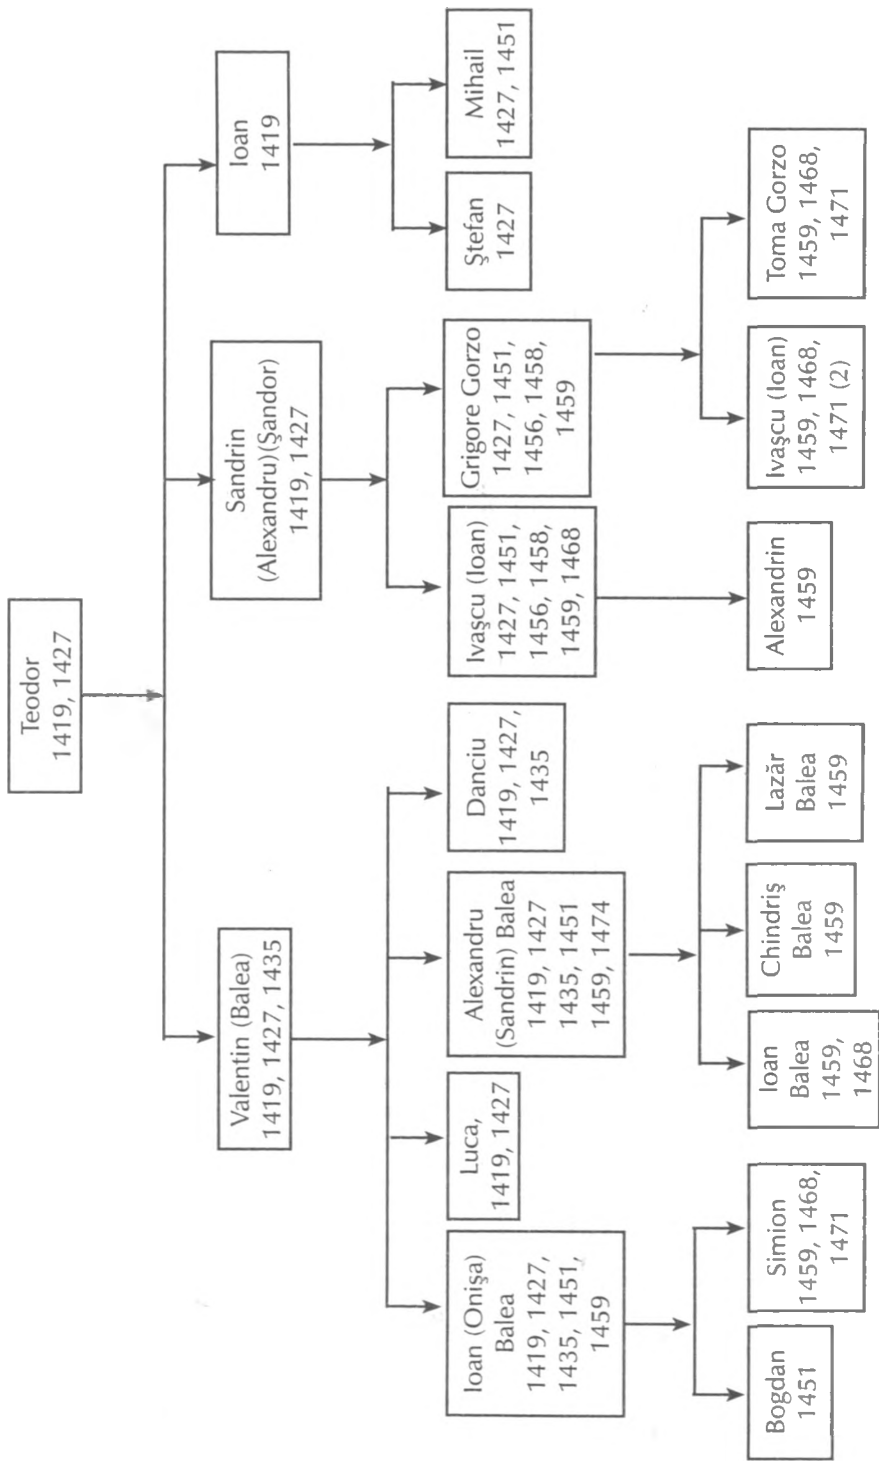 Teodor
1419, 1427
Valentin (Balea)
1419, 1427, 1435
Sandrin
(Alexandru)(Şandor)
1419, 1427
Ioan
1419
Ioan (Onişa)
Balea
1419, 1427,
1435, 1451,
1459
Luca,
1419, 1427
Alexandru
(Sandrin) Balea
1419, 1427
1435, 1451
1459, 1474
Danciu
1419, 1427,
1435
Ivaşcu (Ioan)
1427, 1451,
1456, 1458,
1459, 1468
Grigore Gorzo
1427, 1451,
1456, 1458,
1459
Ştefan
1427
Mihail
1427, 1451
Bogdan
1451
Simion
1459, 1468,
1471
Ioan
Balea
1459,
1468
Chindriş
Balea
1459
Lazăr
Balea
1459
Alexandrin
1459
Ivaşcu (Ioan)
1459, 1468,
1471 (2)
Toma Gorzo
1459, 1468,
1471